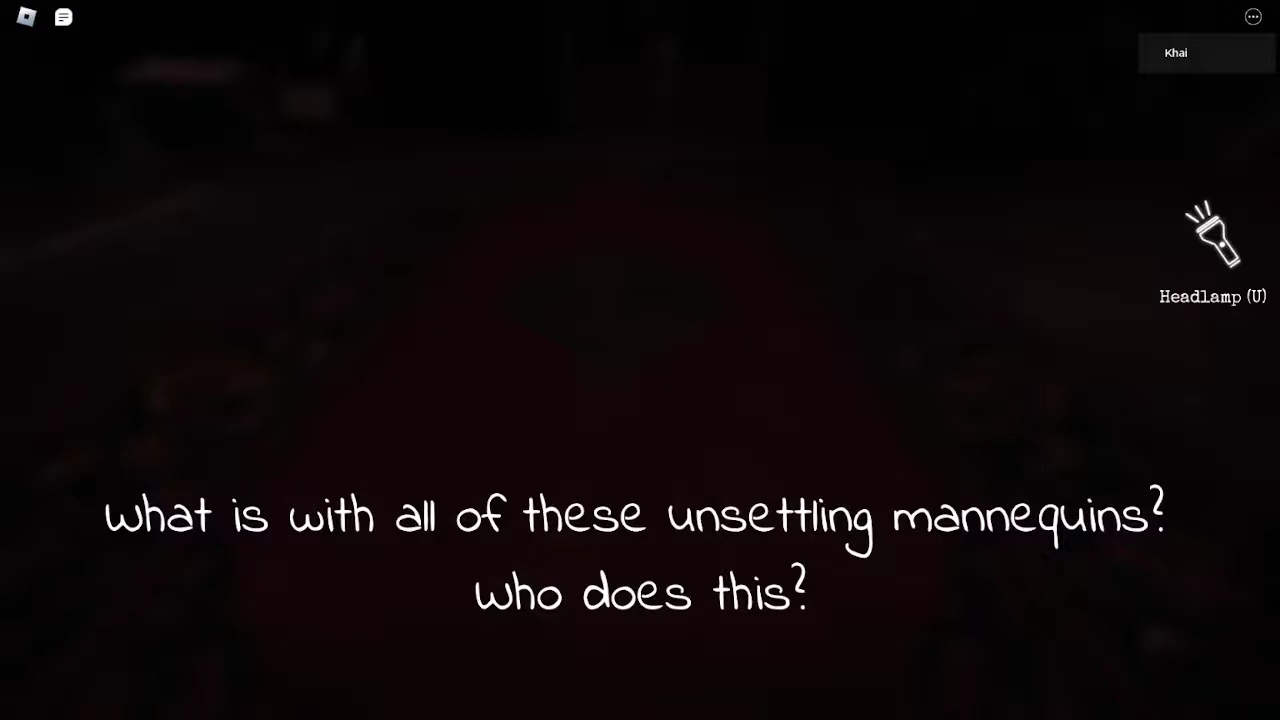 Khai
Headlamp (U)
What is with all of these unsettling mannequins?
Who does this?